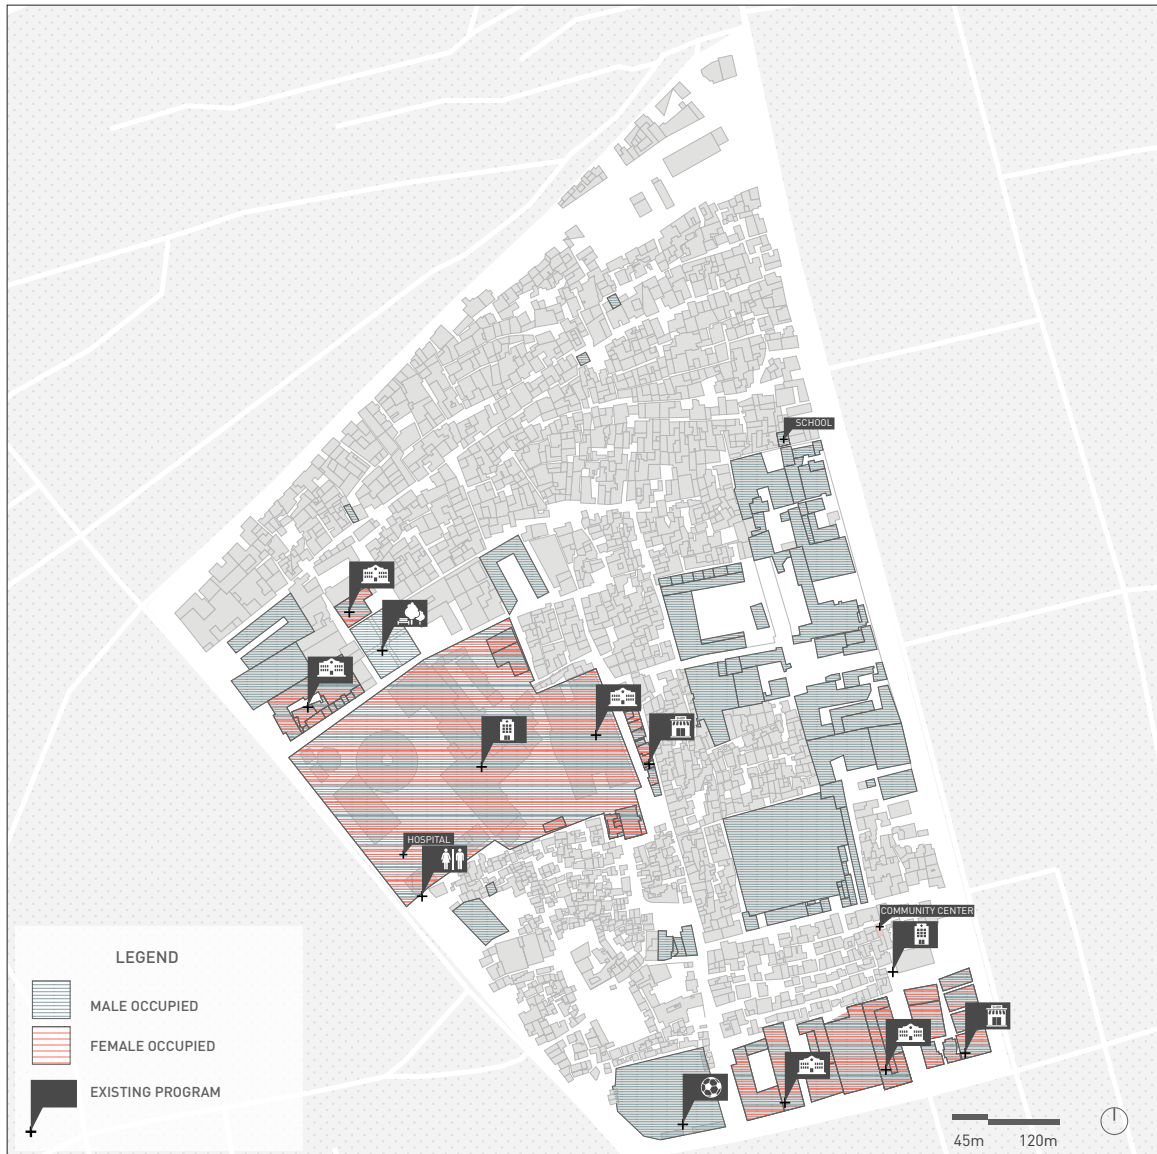 SCHOOL
HOSPITAL
COMMUNITY CENTER
LEGEND
MALE OCCUPIED
FEMALE OCCUPIED
EXISTING PROGRAM
45m 120m